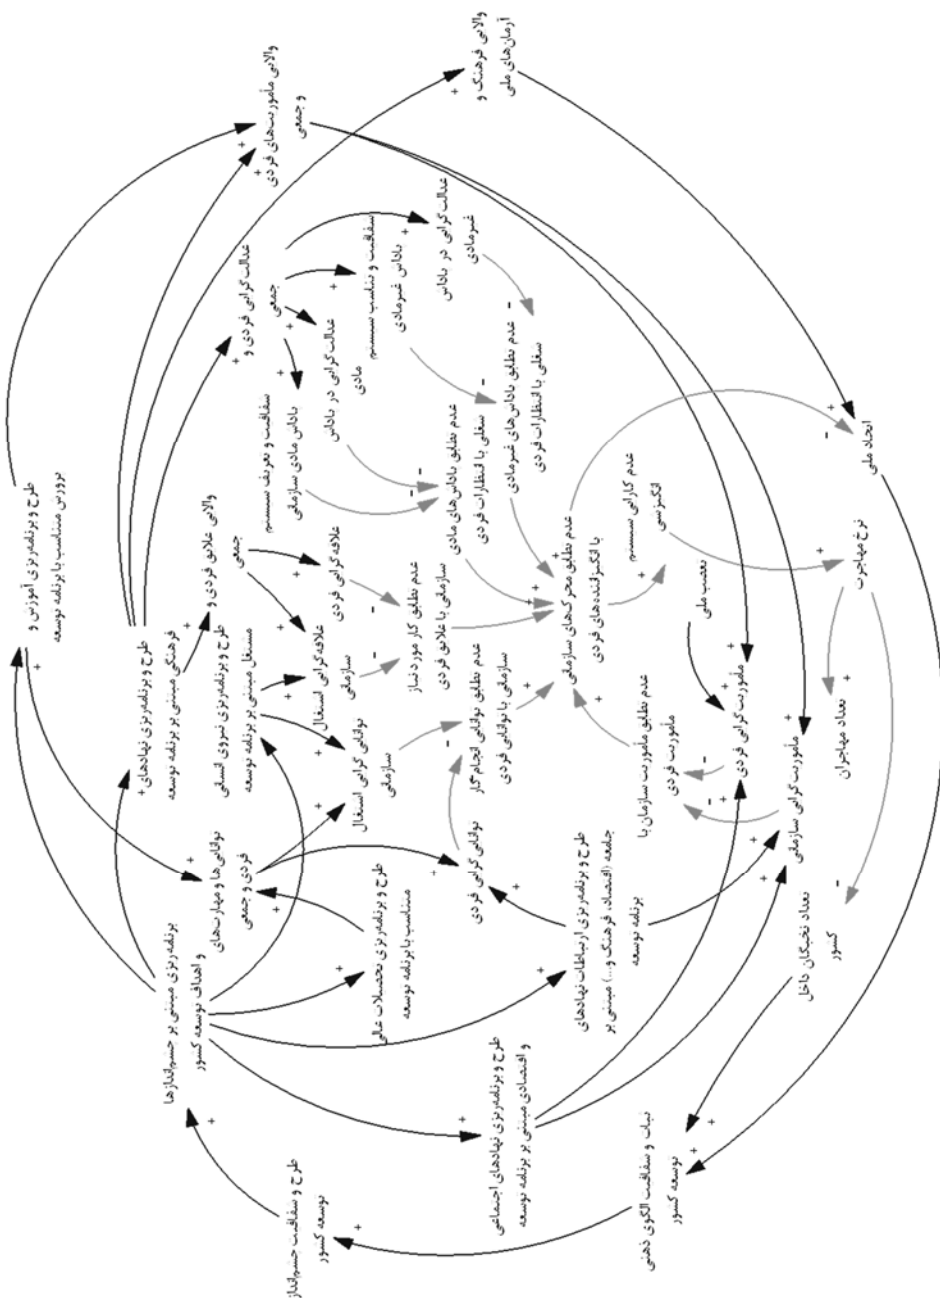 والایی فرهنگ و
آرمان‌های ملی
والایی مأموریت‌های فردی
و جمعی
عدالت‌گرایی فردی و
جمعی
عدالت‌گرایی در پاداش
غیرمادی
شفافیت و تناسب سیستم
پاداش غیرمادی
عدالت‌گرایی در پاداش
مادی
شفافیت و تعریف سیستم
پاداش مادی سازمانی
عدم تطابق پاداش‌های غیرمادی
شغلی با انتظارات فردی
عدم تطابق پاداش‌های مادی
شغلی با انتظارات فردی
طرح و برنامه‌ریزی آموزش و
پرورش متناسب با برنامه توسعه
والایی علایق فردی و
جمعی
علاقه‌گرایی فردی
علاقه‌گرایی اشتغال
سازمانی
عدم تطابق کار موردنیاز
سازمانی با علایق فردی
اتحاد ملی
عدم کارایی سیستم
انگیزشی
نرخ مهاجرت
عدم تطابق محرک‌های سازمانی
با انگیزاننده‌های فردی
تعصب ملی
طرح و برنامه‌ریزی نهادهای
فرهنگی مبتنی بر برنامه توسعه
طرح و برنامه‌ریزی نیروی انسانی
مستقل مبتنی بر برنامه توسعه
توانایی‌گرایی اشتغال
سازمانی
عدم تطابق توانایی انجام کار
سازمانی با توانایی فردی
عدم تطابق مأموریت سازمان با
مأموریت فردی
مأموریت‌گرایی فردی
مأموریت‌گرایی سازمانی
تعداد مهاجران
توانایی‌ها و مهارت‌های
فردی و جمعی
توانایی‌گرایی فردی
تعداد نخبگان داخل
کشور
برنامه‌ریزی مبتنی بر چشم‌اندازها
و اهداف توسعه کشور
طرح و برنامه‌ریزی تحصیلات عالی
متناسب با برنامه توسعه
طرح و برنامه‌ریزی ارتباطات نهادهای
جامعه (اقتصاد، فرهنگ و...) مبتنی بر
برنامه توسعه
طرح و برنامه‌ریزی نهادهای اجتماعی
و اقتصادی مبتنی بر برنامه توسعه
ثبات و شفافیت الگوی ذهنی
توسعه کشور
طرح و شفافیت چشم‌انداز
توسعه کشور